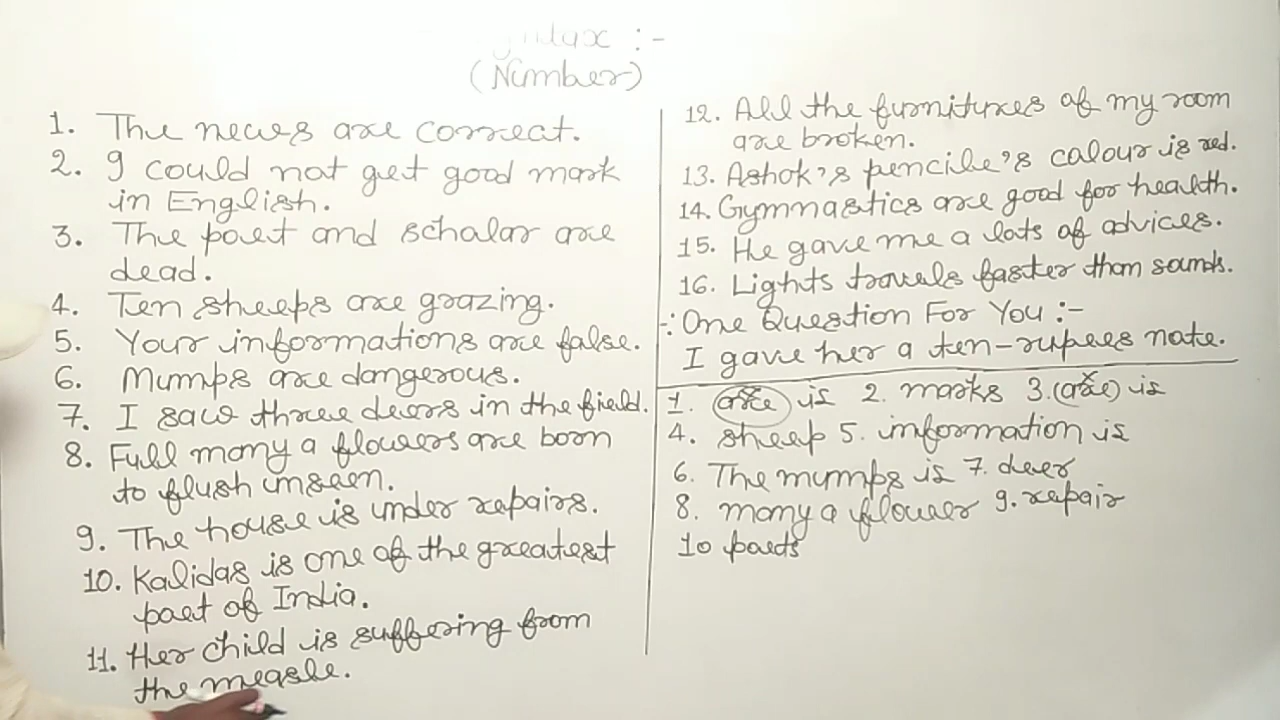 Syntax :-
(Number)
1. The news are correct.
2. I could not get good mark
in English.
3. The poet and scholar are
dead.
4. Ten sheeps are grazing.
5. Your informations are false.
6. Mumps are dangerous.
7. I saw three deers in the field.
8. Full many a flowers are born
to flush unseen.
9. The house is under repairs.
10. Kalidas is one of the greatest
poet of India.
11. Her child is suffering from
the measle.
12. All the furnitures of my room
are broken.
13. Ashok's pencile's colour is red.
14. Gymnastics are good for health.
15. He gave me a lots of advices.
16. Lights travels faster than sounds.
∴ One Question For You :-
I gave her a ten-rupees note.
1. are is 2. marks 3. (are) is
4. sheep 5. information is
6. The mumps is 7. deer
8. many a flower 9. repair
10 poets